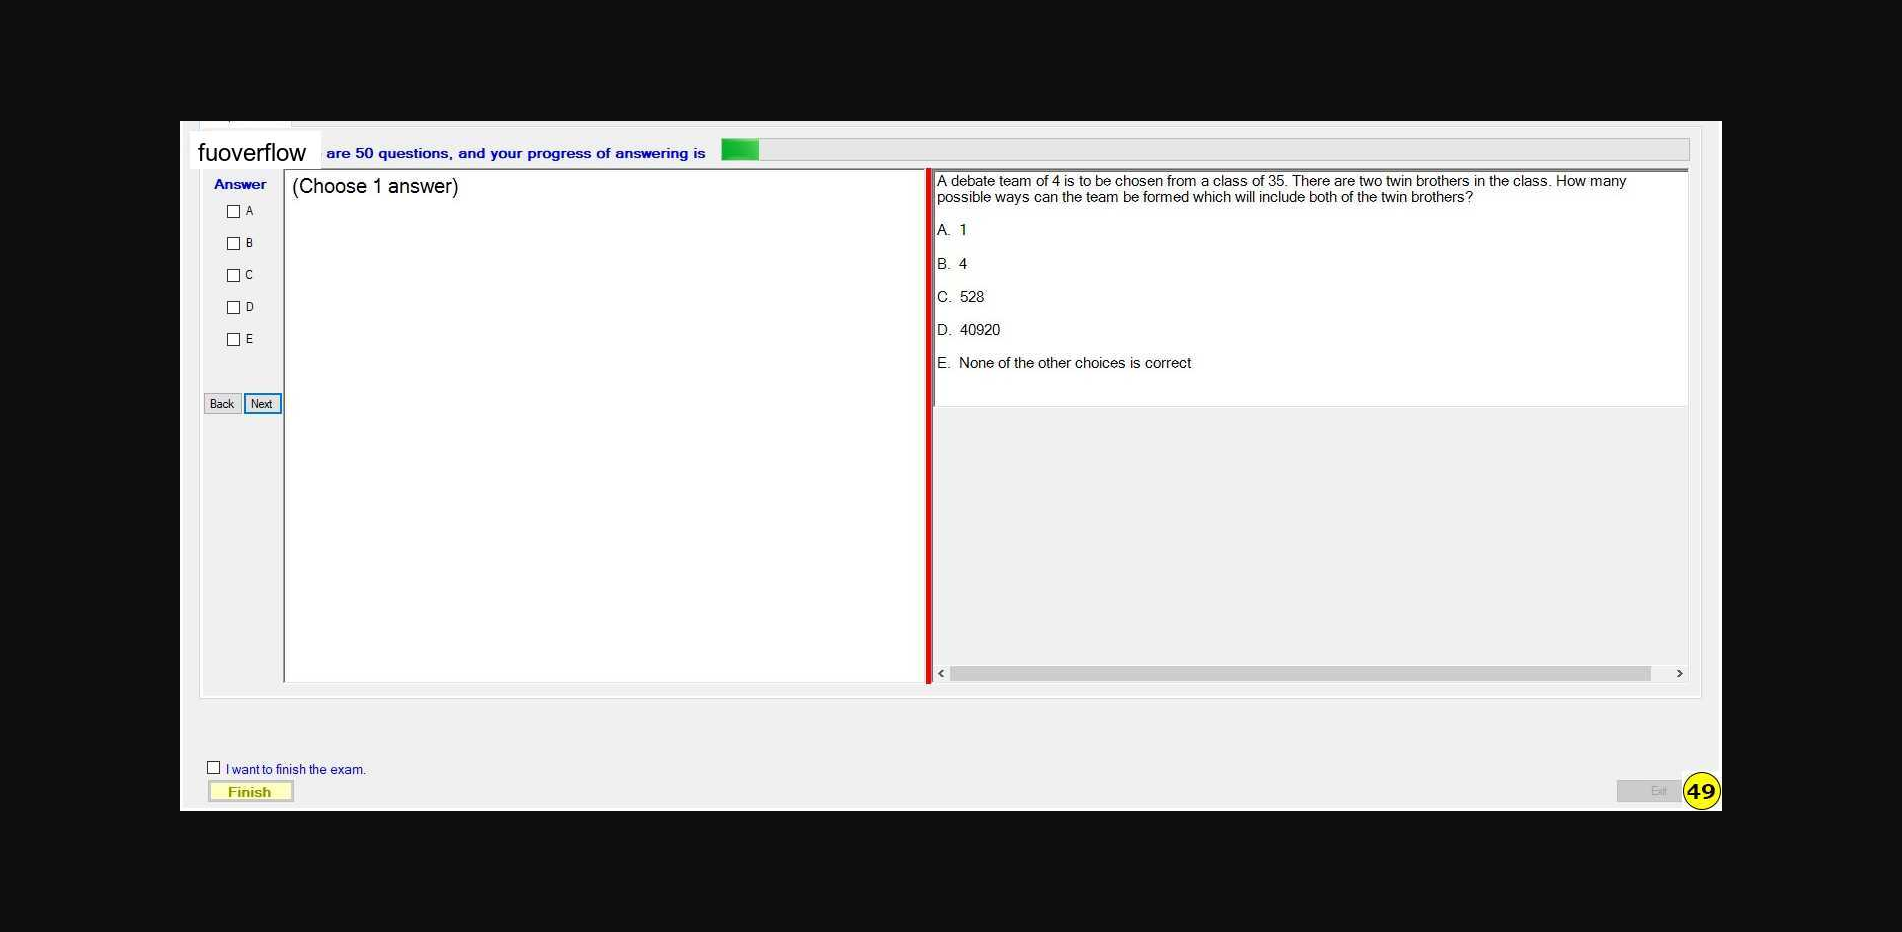 fuoverflow are 50 questions, and your progress of answering is
Answer
(Choose 1 answer)
A
B
C
D
E
Back Next
A debate team of 4 is to be chosen from a class of 35. There are two twin brothers in the class. How many
possible ways can the team be formed which will include both of the twin brothers?
A. 1
B. 4
C. 528
D. 40920
E. None of the other choices is correct
I want to finish the exam.
Finish
Exit
49